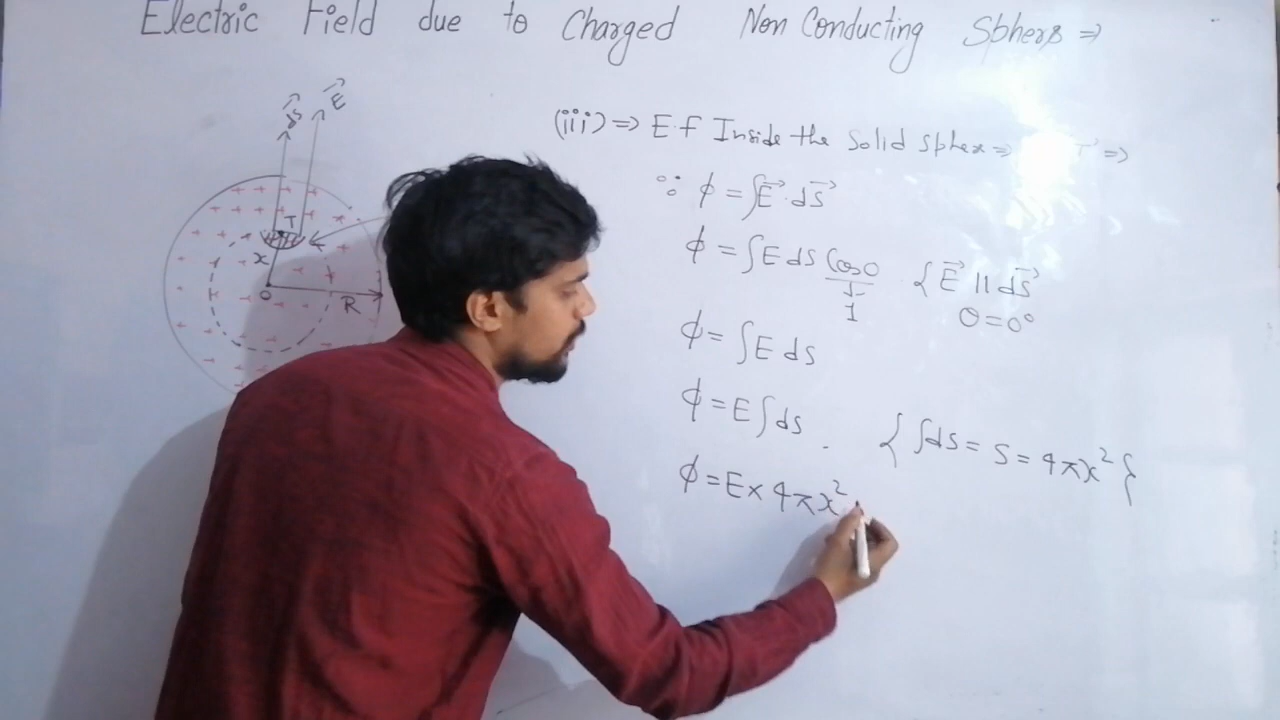 Electric Field due to Charged Non Conducting Sphere ⇒
(iii) ⇒ E.f Inside the Solid Sphere ⇒ ⇒
∵ ϕ = ∫E⃗.dS⃗
ϕ = ∫E dS Cos0 { E⃗ || dS⃗
1 θ = 0°
ϕ = ∫E dS
ϕ = E∫dS { ∫dS = S = 4πx² }
ϕ = E × 4πx²
dS⃗ E⃗
T
x
O
R